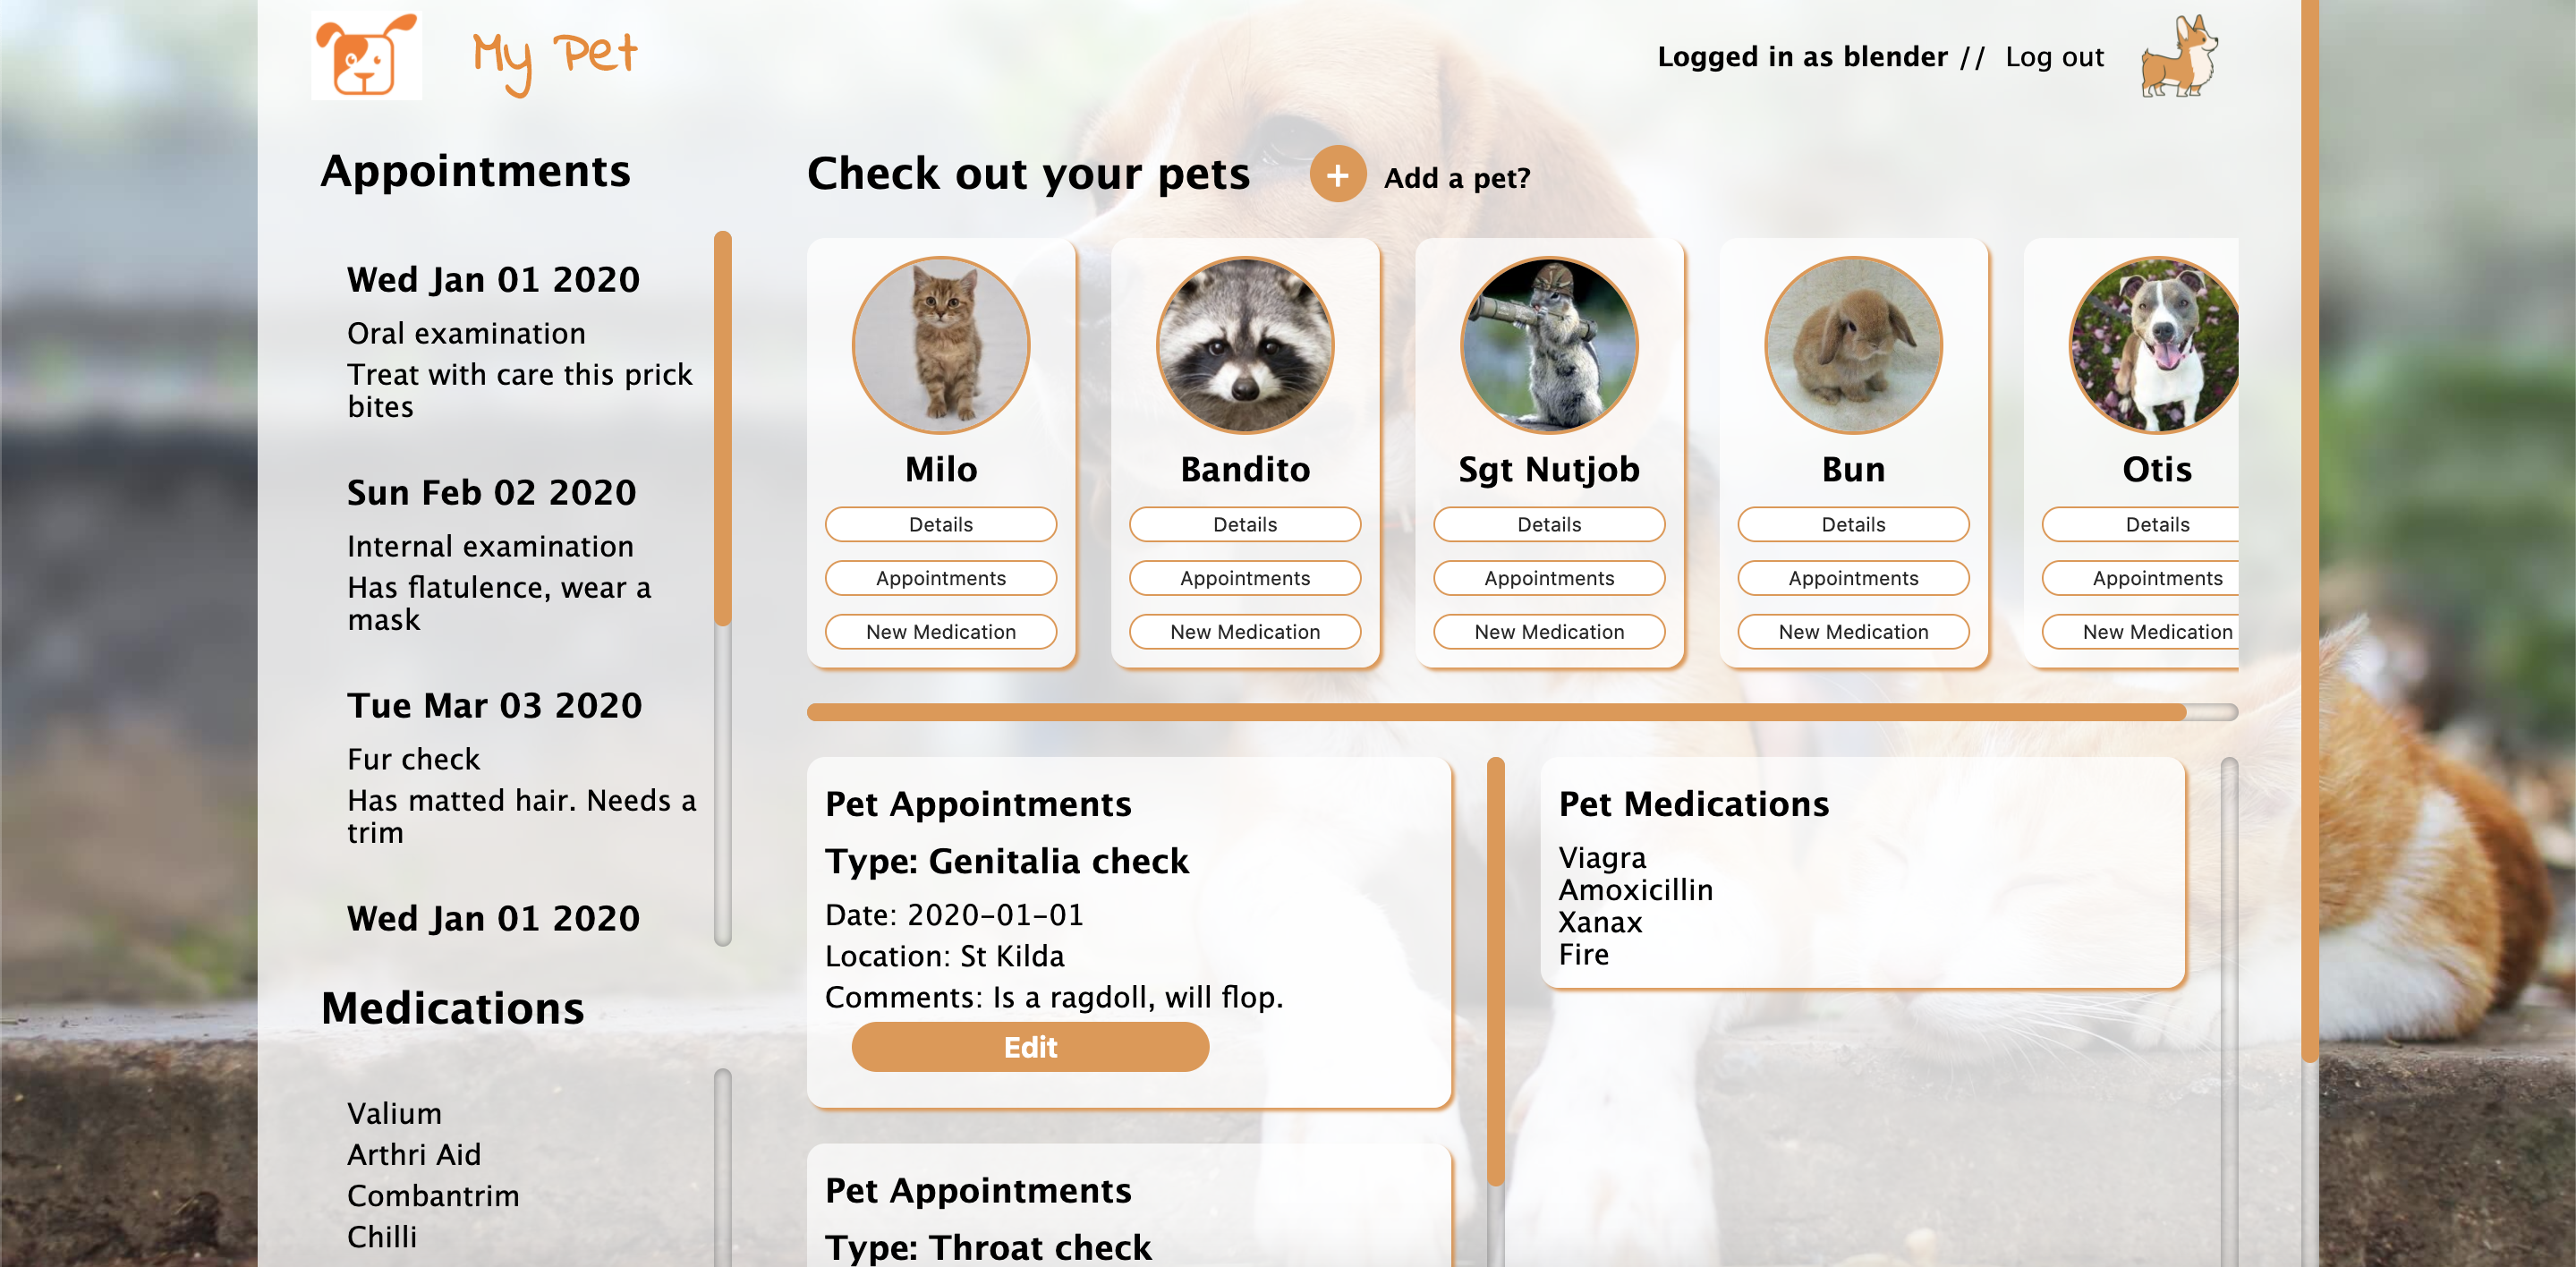 My Pet
Logged in as blender // Log out
Appointments
Wed Jan 01 2020
Oral examination
Treat with care this prick
bites
Sun Feb 02 2020
Internal examination
Has flatulence, wear a
mask
Tue Mar 03 2020
Fur check
Has matted hair. Needs a
trim
Wed Jan 01 2020
Medications
Valium
Arthri Aid
Combantrim
Chilli
Check out your pets
+ Add a pet?
Milo
Details
Appointments
New Medication
Bandito
Details
Appointments
New Medication
Sgt Nutjob
Details
Appointments
New Medication
Bun
Details
Appointments
New Medication
Otis
Details
Appointments
New Medication
Pet Appointments
Type: Genitalia check
Date: 2020-01-01
Location: St Kilda
Comments: Is a ragdoll, will flop.
Edit
Pet Appointments
Type: Throat check
Pet Medications
Viagra
Amoxicillin
Xanax
Fire